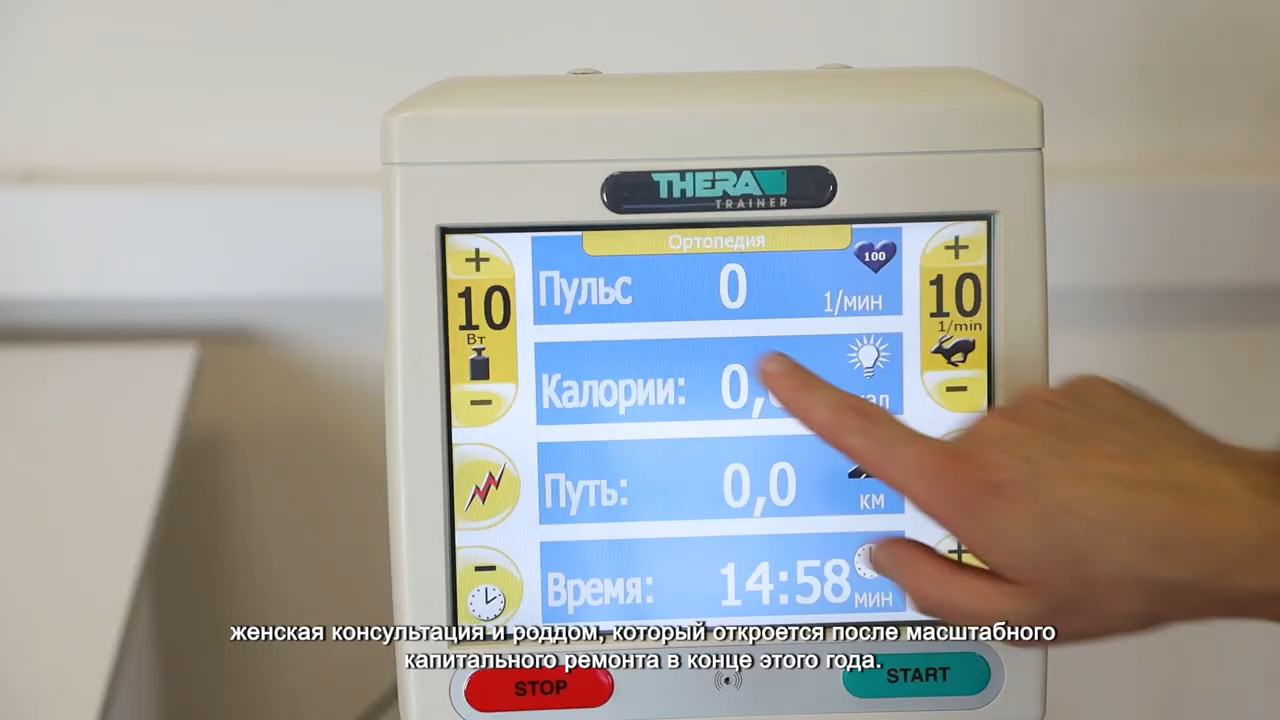 THERA
TRAINER
Ортопедия
+
10
Вт
−
Пульс 0 1/мин
100
+
10
1/min
−
Калории: 0,
Путь: 0,0 км
Время: 14:58 мин
−
+
женская консультация и роддом, который откроется после масштабного
капитального ремонта в конце этого года.
STOP
START